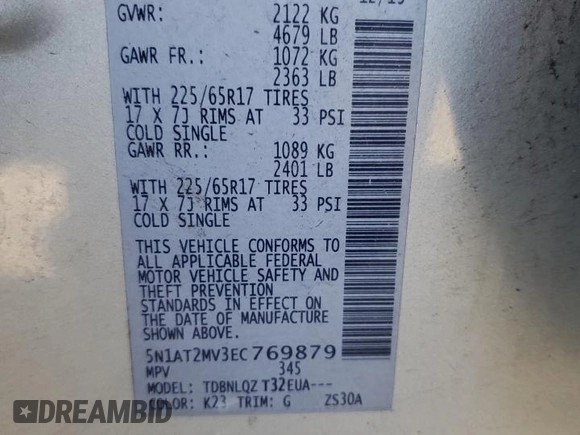 GVWR: 2122 KG
4679 LB
GAWR FR.: 1072 KG
2363 LB
WITH 225/65R17 TIRES
17 X 7J RIMS AT 33 PSI
COLD SINGLE
GAWR RR.: 1089 KG
2401 LB
WITH 225/65R17 TIRES
17 X 7J RIMS AT 33 PSI
COLD SINGLE
THIS VEHICLE CONFORMS TO
ALL APPLICABLE FEDERAL
MOTOR VEHICLE SAFETY AND
THEFT PREVENTION
STANDARDS IN EFFECT ON
THE DATE OF MANUFACTURE
SHOWN ABOVE.
5N1AT2MV3EC769879
MPV 345
MODEL: TDBNLQZ T32EUA---
COLOR: K23 TRIM: G ZS30A
DEALERHISTORY.COM